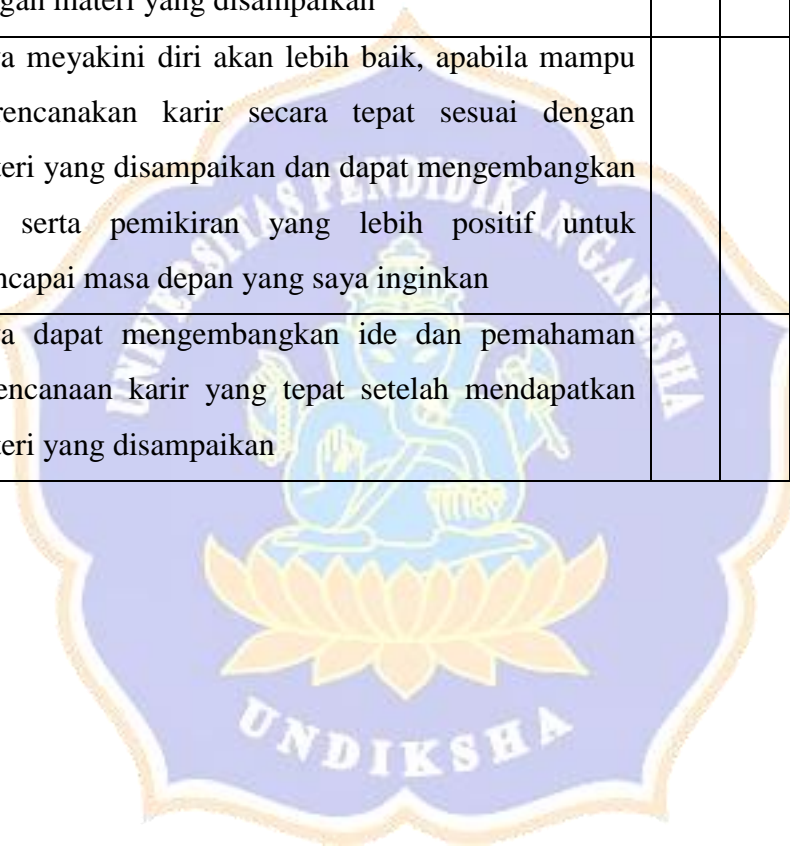 gan materi yang disampaikan
a meyakini diri akan lebih baik, apabila mampu
rencanakan karir secara tepat sesuai dengan
teri yang disampaikan dan dapat mengembangkan
serta pemikiran yang lebih positif untuk
ncapai masa depan yang saya inginkan
a dapat mengembangkan ide dan pemahaman
encanaan karir yang tepat setelah mendapatkan
teri yang disampaikan
UNIVERSITAS PENDIDIKAN GANESHA
UNDIKSHA